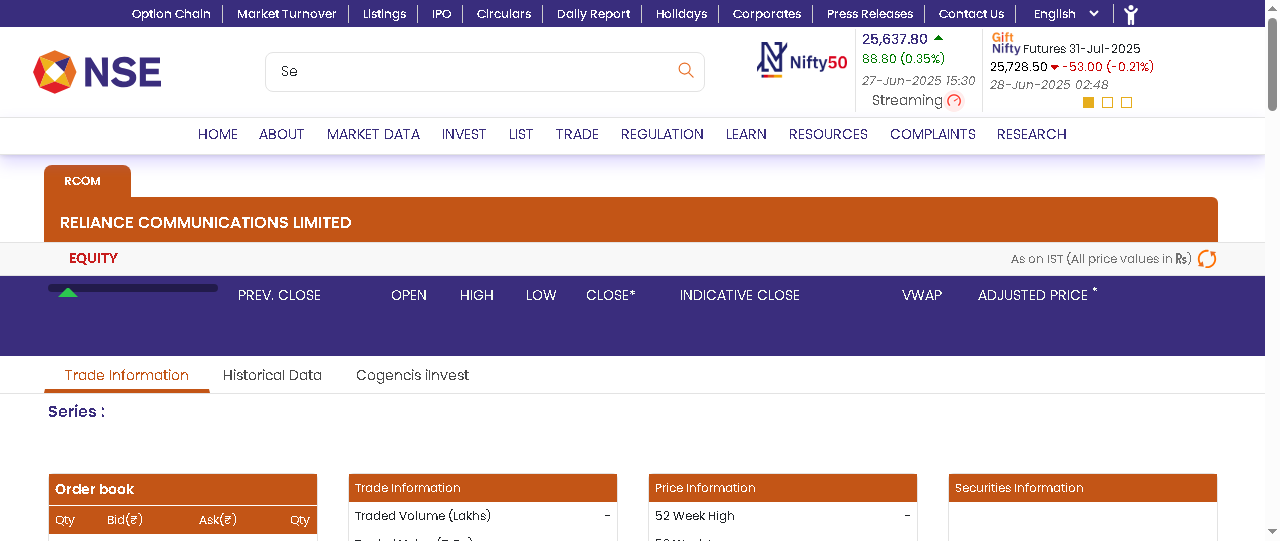 Option Chain Market Turnover Listings IPO Circulars Daily Report Holidays Corporates Press Releases Contact Us English
NSE
Se
Nifty50
25,637.80
88.80 (0.35%)
27-Jun-2025 15:30
Streaming
Gift
Nifty Futures 31-Jul-2025
25,728.50 -53.00 (-0.21%)
28-Jun-2025 02:48
HOME ABOUT MARKET DATA INVEST LIST TRADE REGULATION LEARN RESOURCES COMPLAINTS RESEARCH
RCOM
RELIANCE COMMUNICATIONS LIMITED
EQUITY
As on IST (All price values in ₨)
PREV. CLOSE OPEN HIGH LOW CLOSE* INDICATIVE CLOSE VWAP ADJUSTED PRICE *
Trade Information Historical Data Cogencis iInvest
Series :
Order book
Qty Bid(₹) Ask(₹) Qty
Trade Information
Traded Volume (Lakhs) -
Price Information
52 Week High -
Securities Information